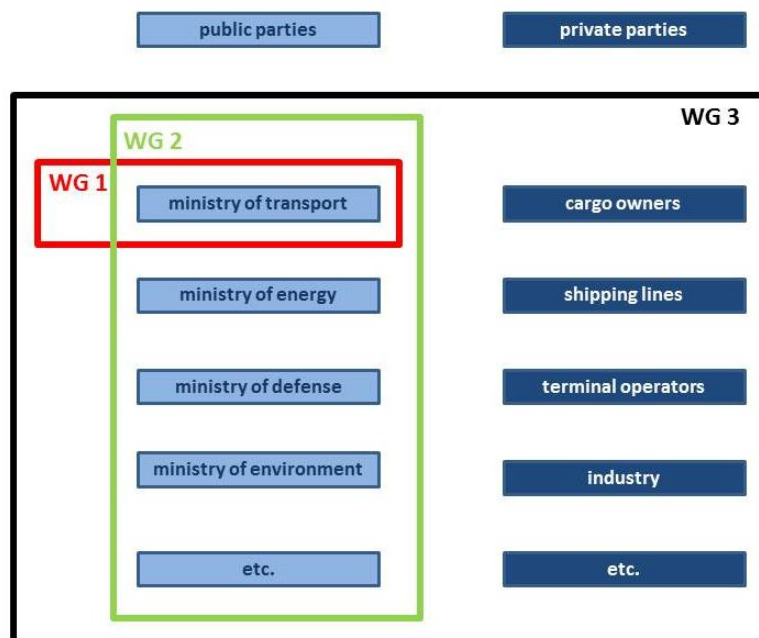 public parties
private parties
WG 3
WG 2
WG 1
ministry of transport
cargo owners
ministry of energy
shipping lines
ministry of defense
terminal operators
ministry of environment
industry
etc.
etc.